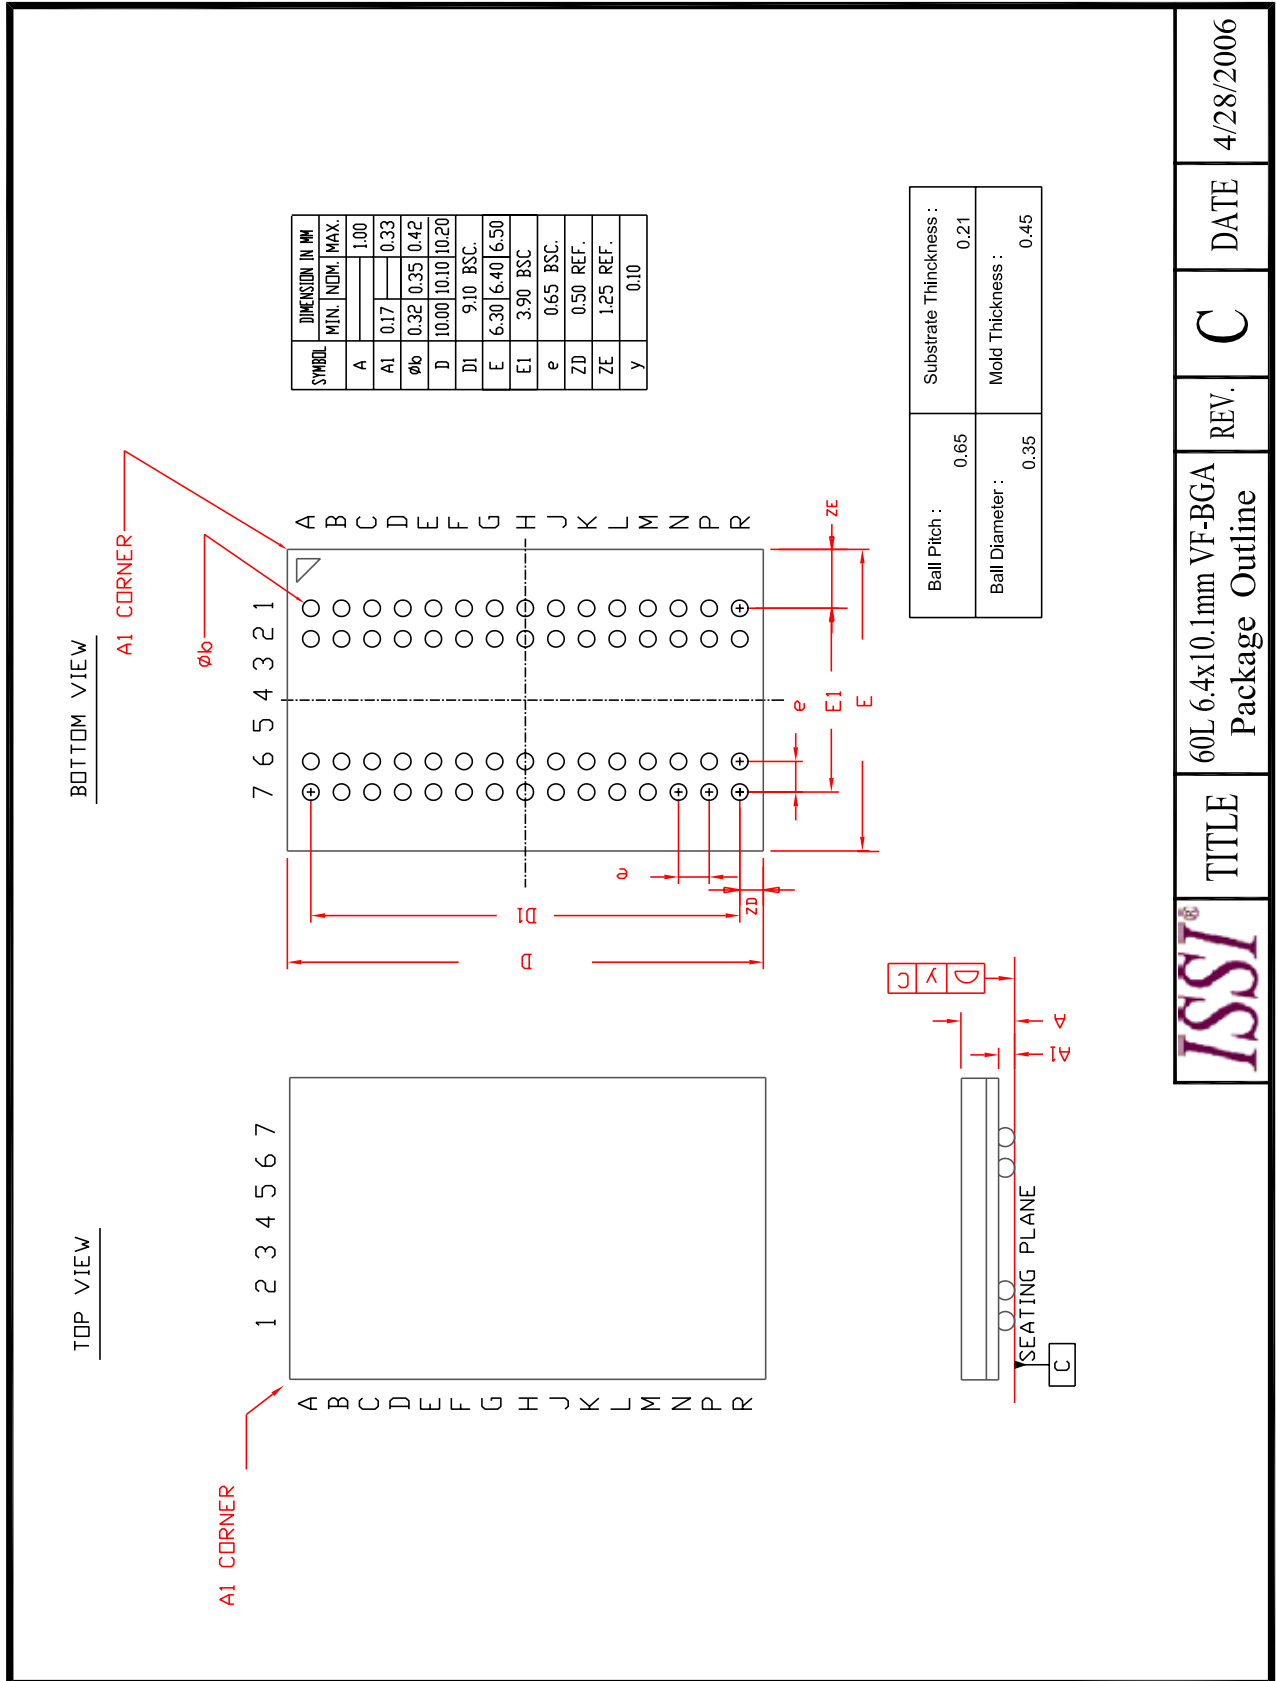 TOP VIEW
A1 CORNER
1 2 3 4 5 6 7
A
B
C
D
E
F
G
H
J
K
L
M
N
P
R
BOTTOM VIEW
A1 CORNER
Øb
7 6 5 4 3 2 1
A
B
C
D
E
F
G
H
J
K
L
M
N
P
R
D
D1
e
ZD
e
E1
E
ZE
SYMBOL DIMENSION IN MM
MIN. NOM. MAX.
A 1.00
A1 0.17 0.33
Øb 0.32 0.35 0.42
D 10.00 10.10 10.20
D1 9.10 BSC.
E 6.30 6.40 6.50
E1 3.90 BSC
e 0.65 BSC.
ZD 0.50 REF.
ZE 1.25 REF.
y 0.10
C y
A
A1
SEATING PLANE
C
Ball Pitch :
0.65
Substrate Thinckness :
0.21
Ball Diameter :
0.35
Mold Thickness :
0.45
ISSI®
TITLE
60L 6.4x10.1mm VF-BGA
Package Outline
REV.
C
DATE
4/28/2006